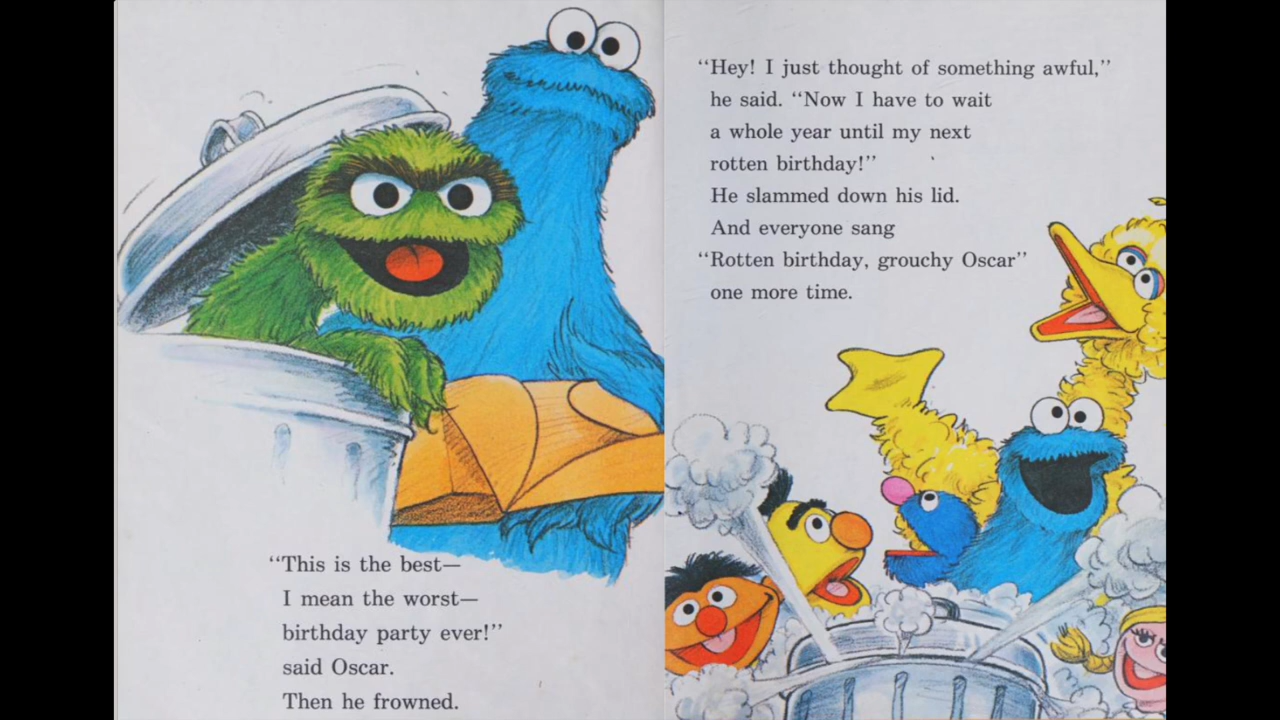 “This is the best—
I mean the worst—
birthday party ever!”
said Oscar.
Then he frowned.
“Hey! I just thought of something awful,”
he said. “Now I have to wait
a whole year until my next
rotten birthday!”
He slammed down his lid.
And everyone sang
“Rotten birthday, grouchy Oscar”
one more time.